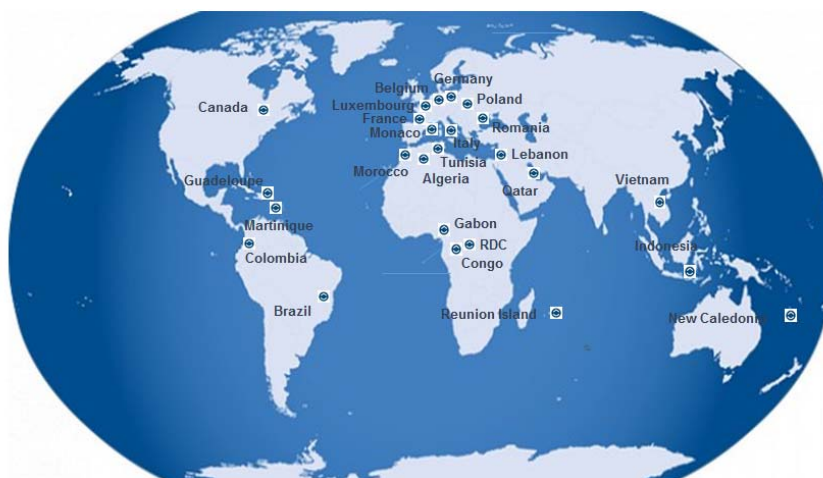 Germany
Belgium
Canada
Luxembourg
Poland
France
Romania
Monaco
Italy
Lebanon
Morocco
Tunisia
Algeria
Guadeloupe
Qatar
Vietnam
Martinique
Gabon
RDC
Indonesia
Colombia
Congo
Brazil
Reunion Island
New Caledonia